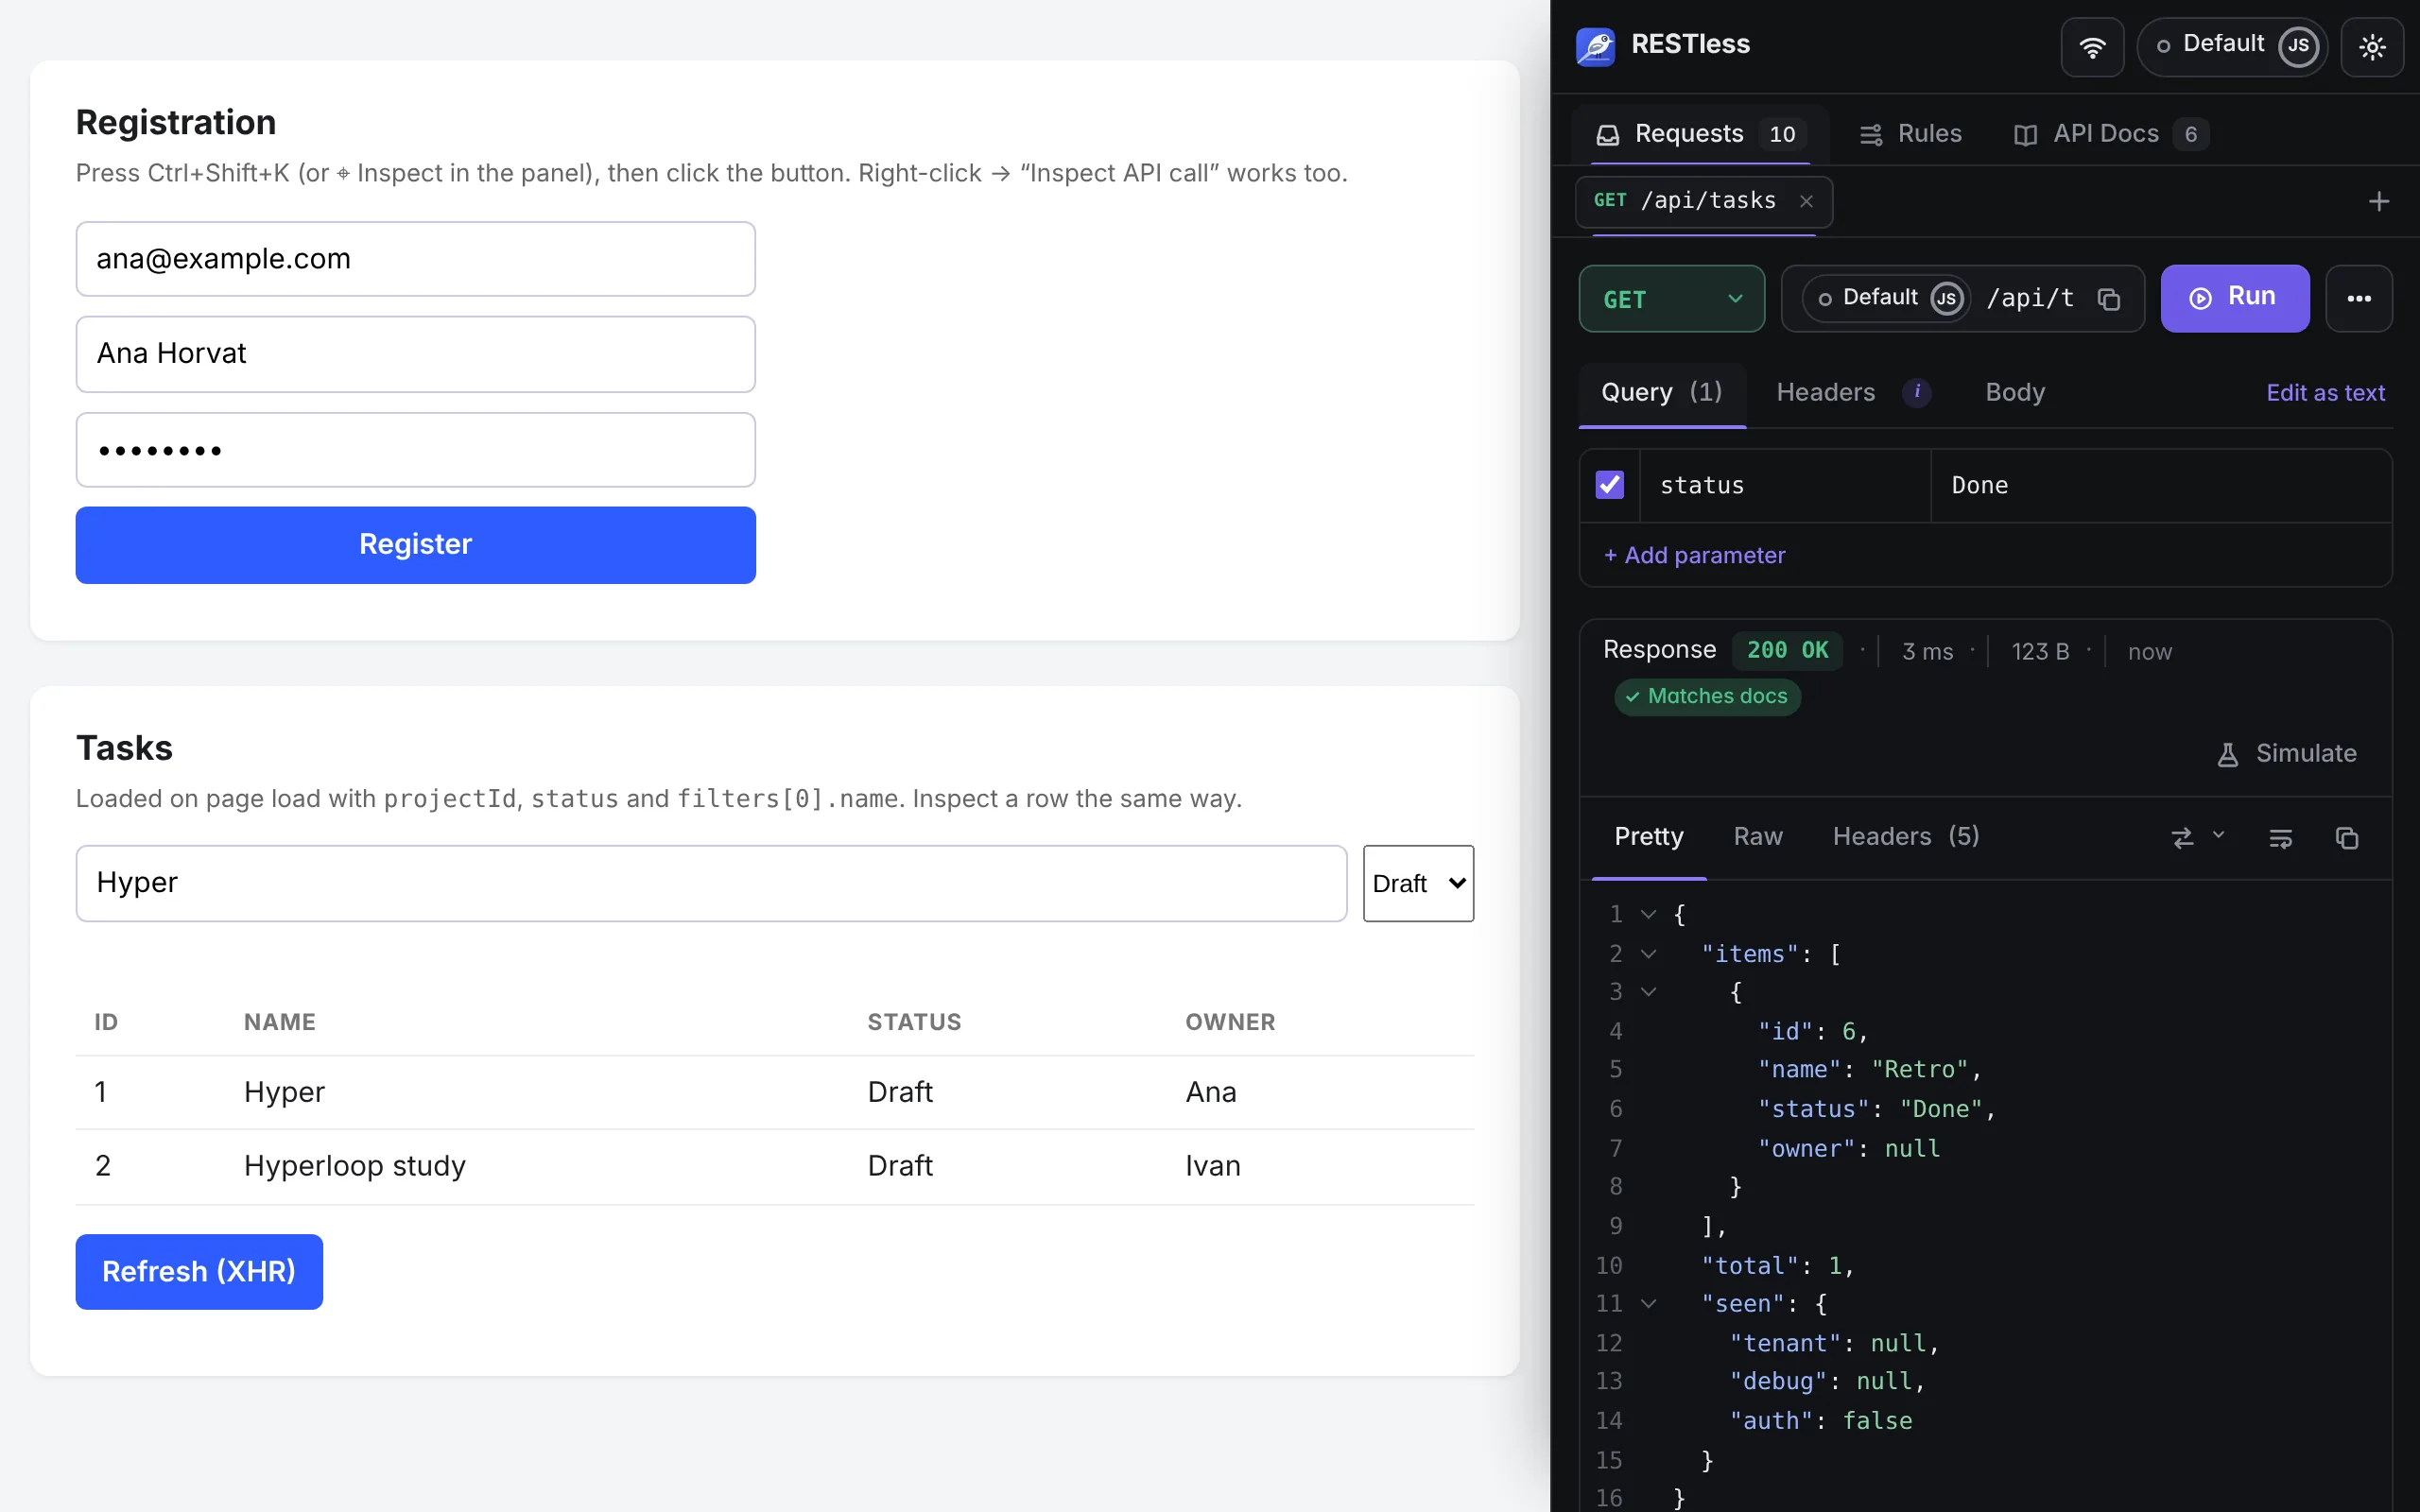 Registration
Press Ctrl+Shift+K (or ⌖ Inspect in the panel), then click the button. Right-click → “Inspect API call” works too.
ana@example.com
Ana Horvat
••••••••
Register
Tasks
Loaded on page load with projectId, status and filters[0].name. Inspect a row the same way.
Hyper
Draft
ID NAME STATUS OWNER
1 Hyper Draft Ana
2 Hyperloop study Draft Ivan
Refresh (XHR)
RESTless
Default JS
Requests 10 Rules API Docs 6
GET /api/tasks ×
+
GET Default JS /api/t Run •••
Query (1) Headers i Body Edit as text
status Done
+ Add parameter
Response 200 OK · 3 ms · 123 B · now
✓ Matches docs
Simulate
Pretty Raw Headers (5)
1 {
2 "items": [
3 {
4 "id": 6,
5 "name": "Retro",
6 "status": "Done",
7 "owner": null
8 }
9 ],
10 "total": 1,
11 "seen": {
12 "tenant": null,
13 "debug": null,
14 "auth": false
15 }
16 }